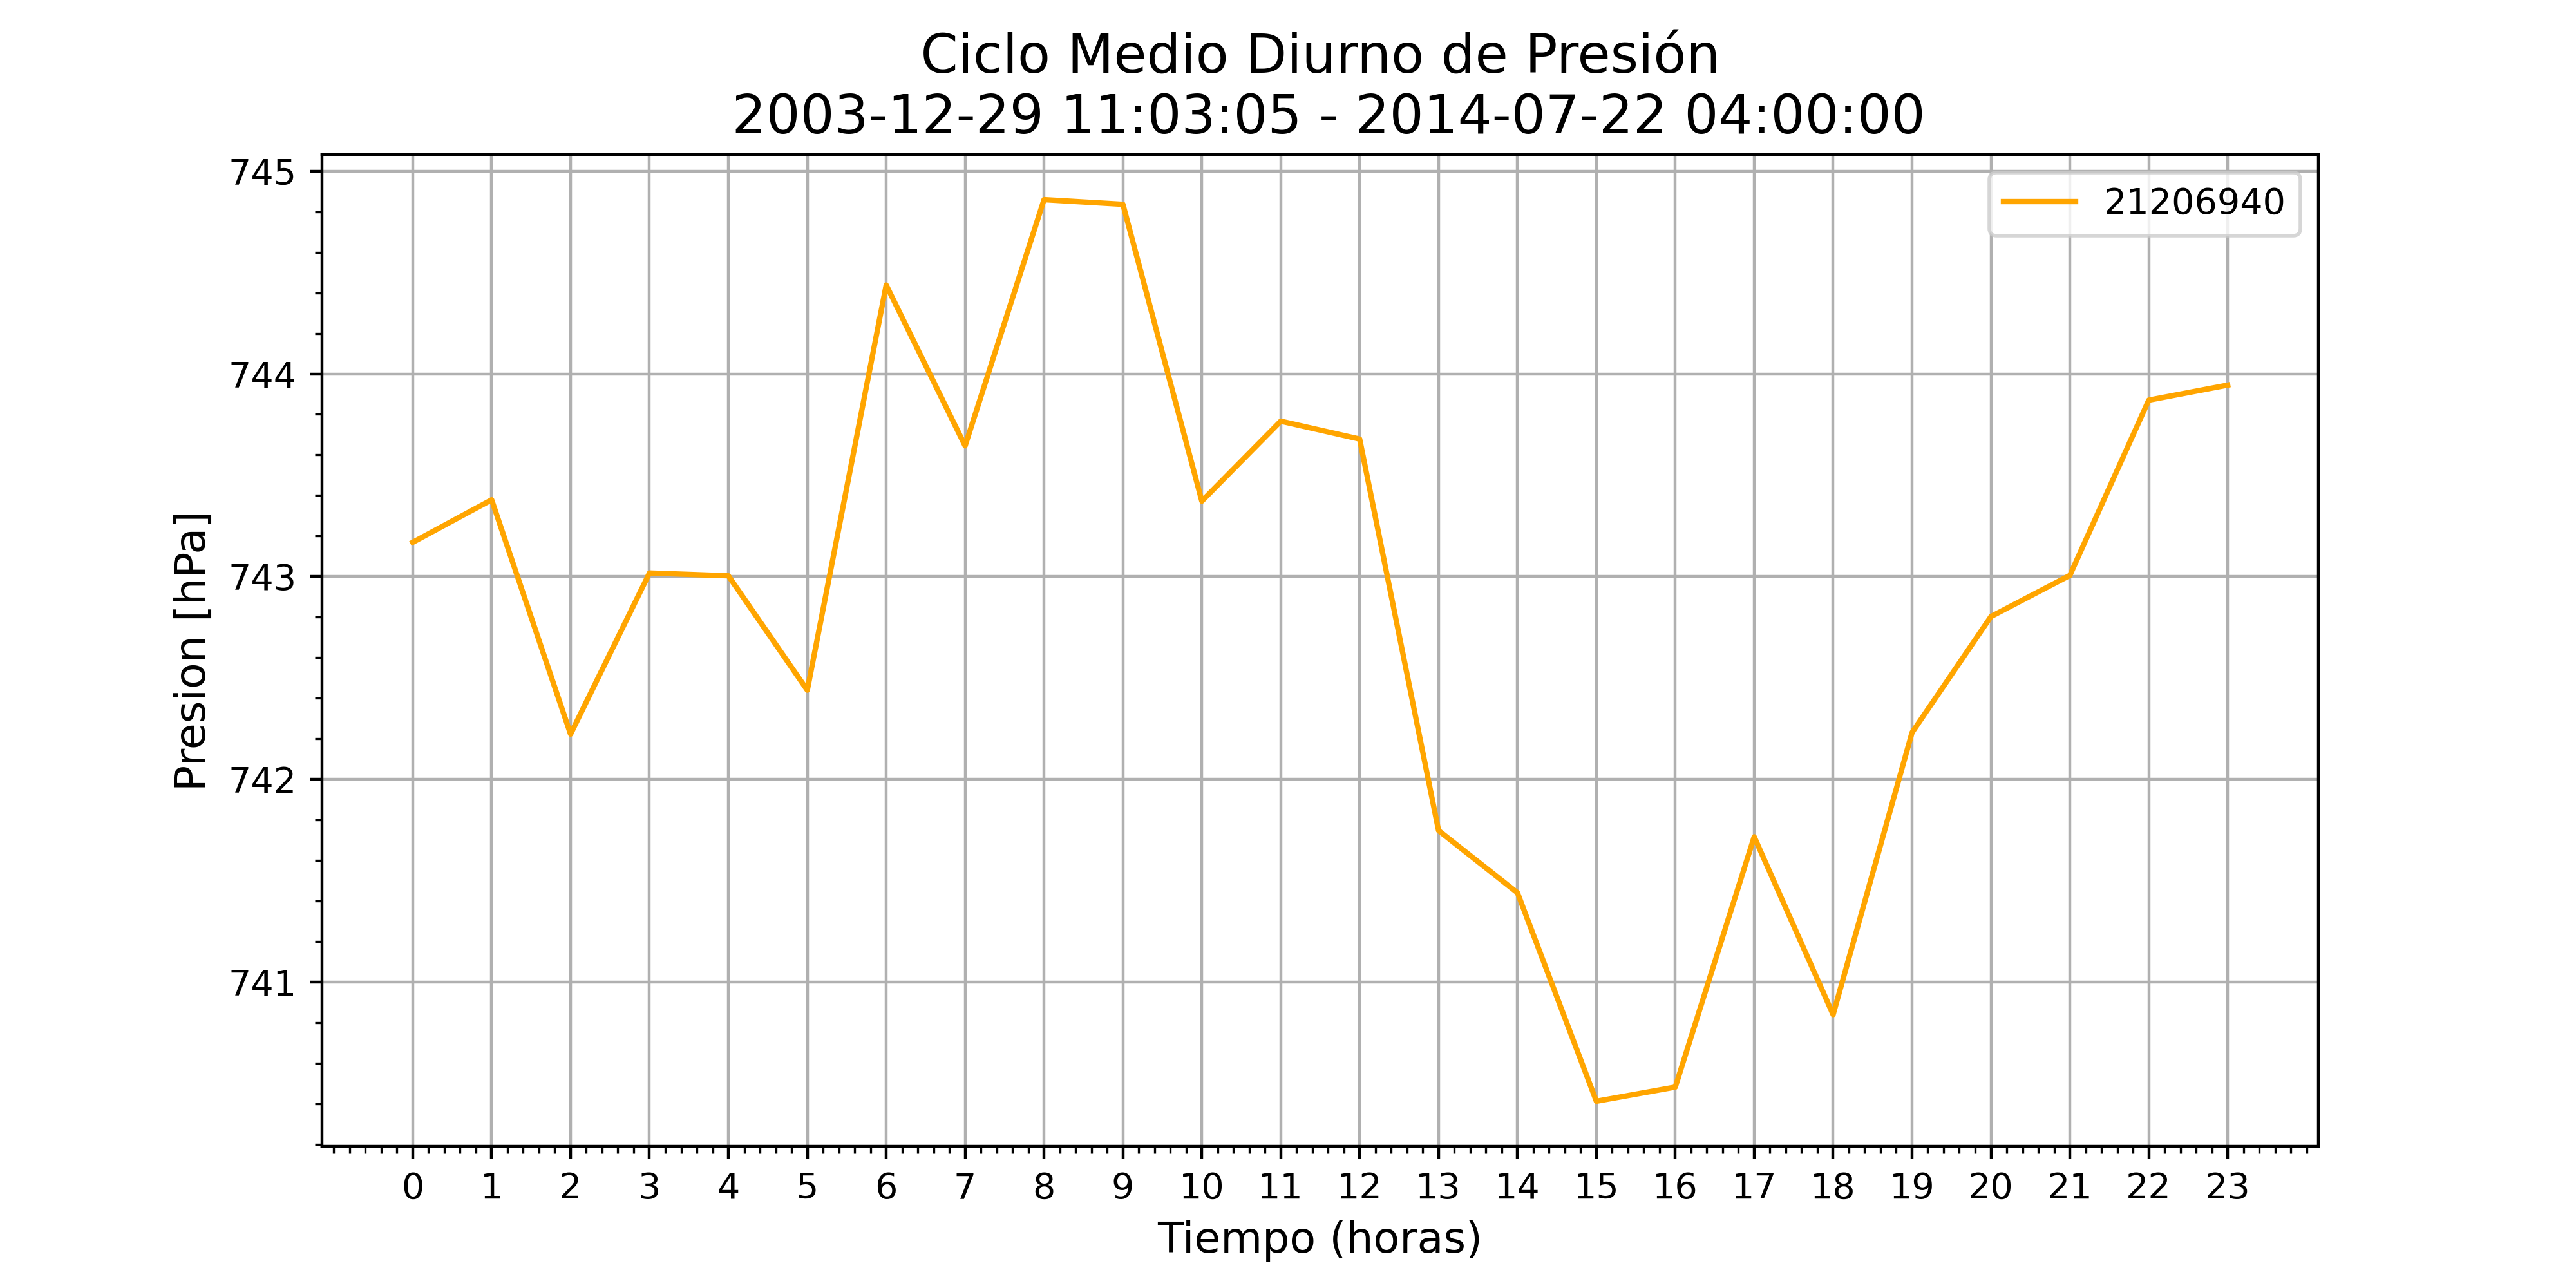 Ciclo Medio Diurno de Presión
2003-12-29 11:03:05 - 2014-07-22 04:00:00
21206940
Presion [hPa]
745
744
743
742
741
0 1 2 3 4 5 6 7 8 9 10 11 12 13 14 15 16 17 18 19 20 21 22 23
Tiempo (horas)